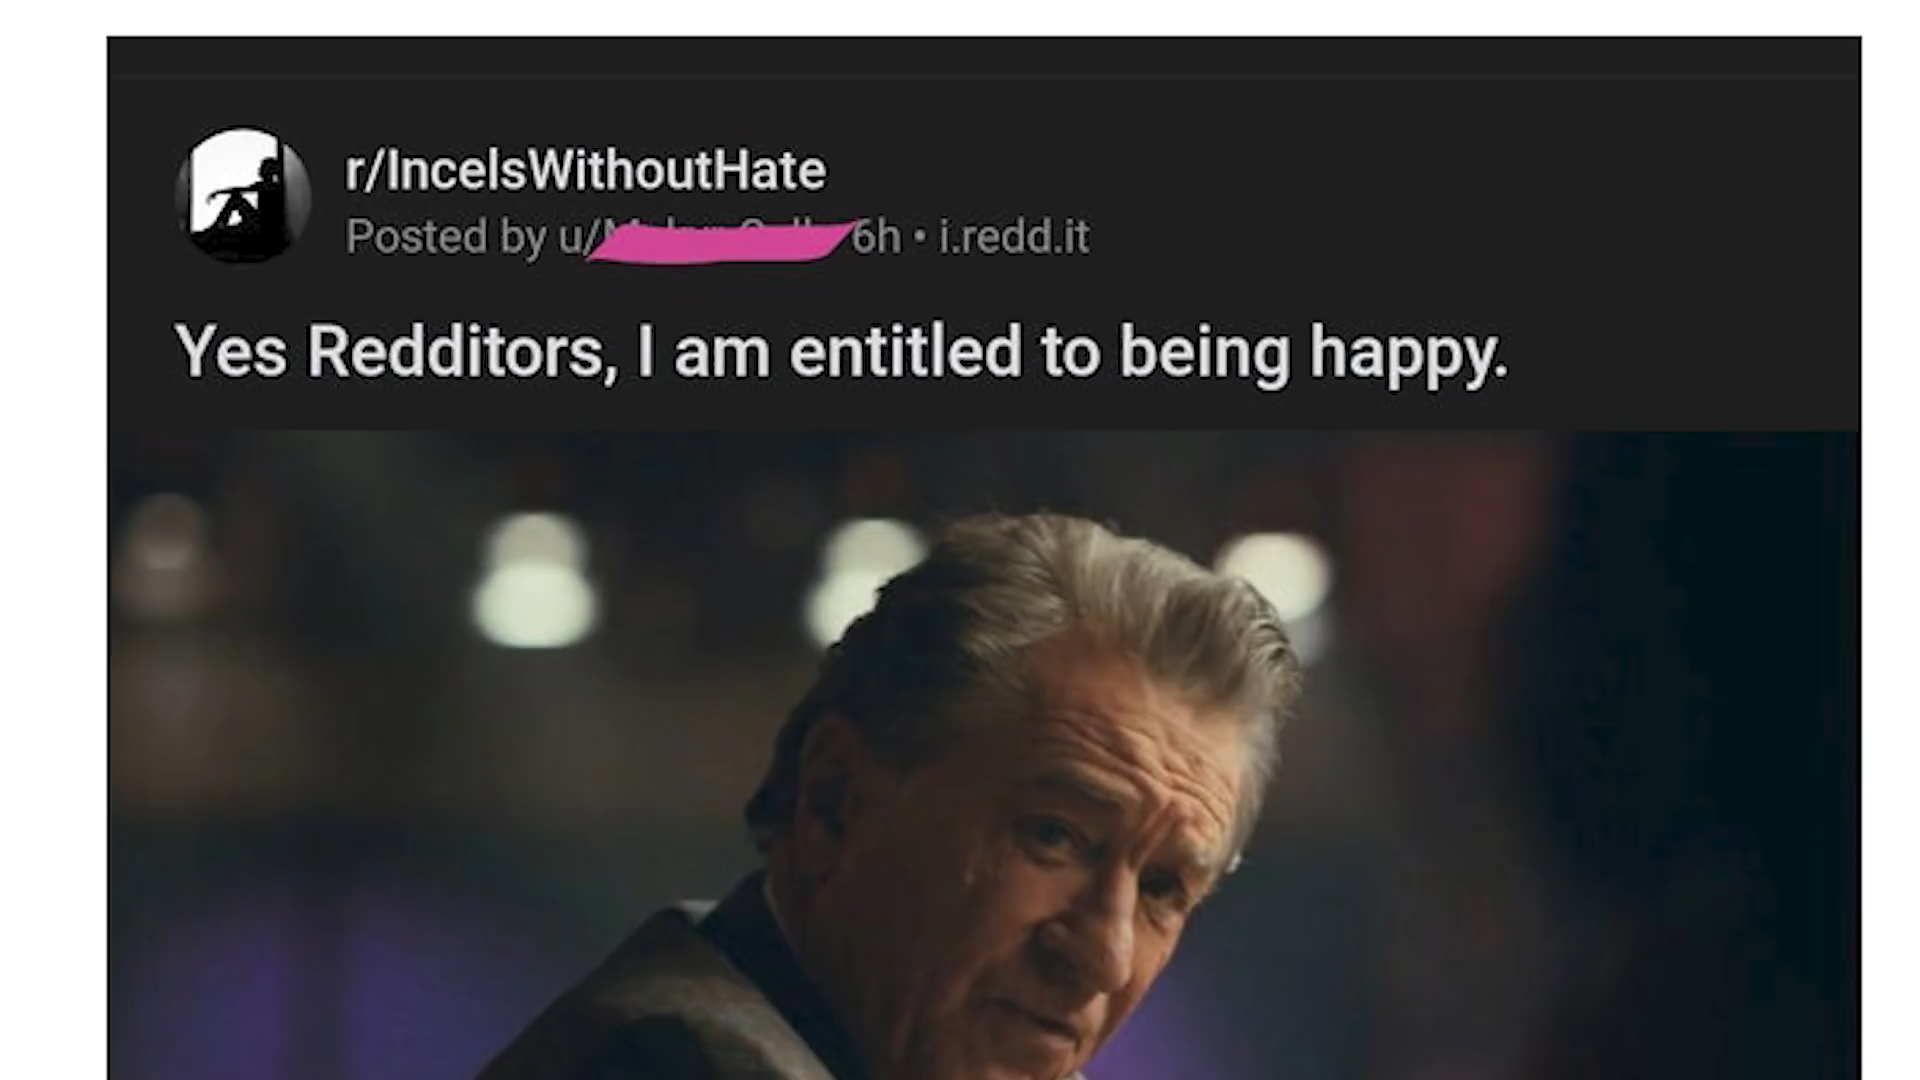 r/IncelsWithoutHate
Posted by u/ 6h • i.redd.it
Yes Redditors, I am entitled to being happy.